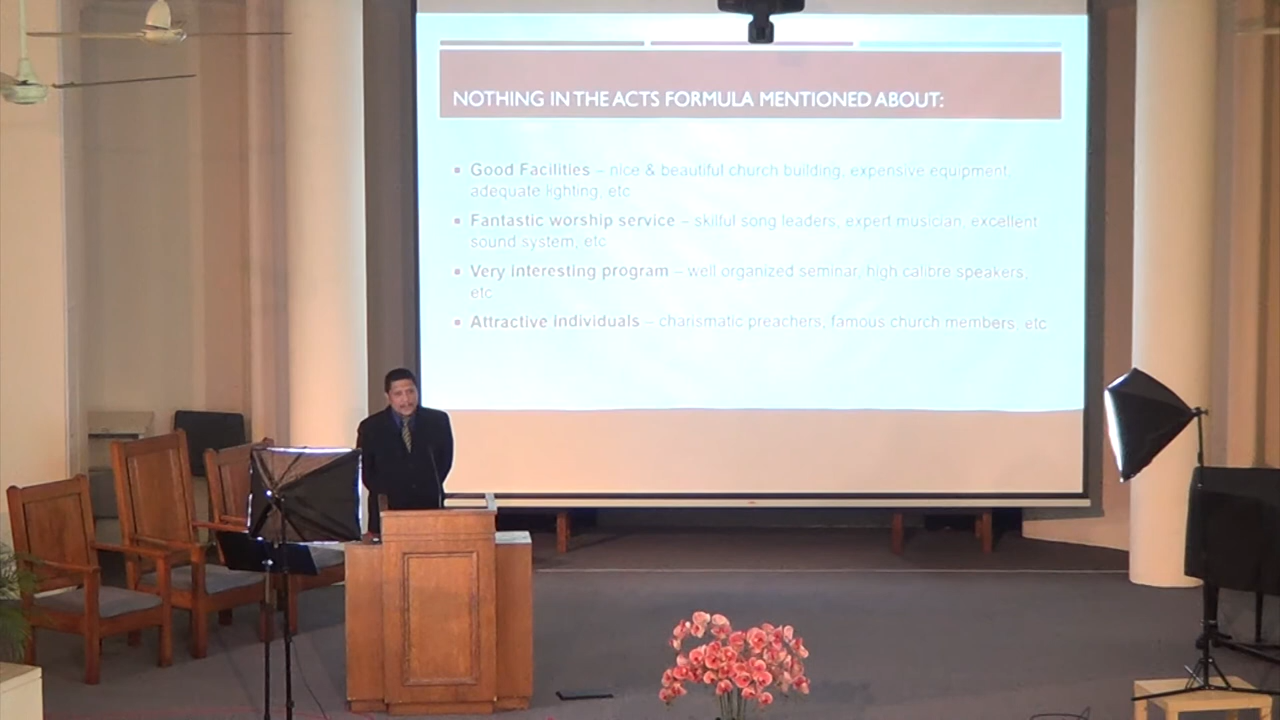 NOTHING IN THE ACTS FORMULA MENTIONED ABOUT:
▪ Good Facilities – nice & beautiful church building, expensive equipment,
adequate lighting, etc
▪ Fantastic worship service – skilful song leaders, expert musician, excellent
sound system, etc
▪ Very interesting program – well organized seminar, high calibre speakers,
etc
▪ Attractive Individuals – charismatic preachers, famous church members, etc